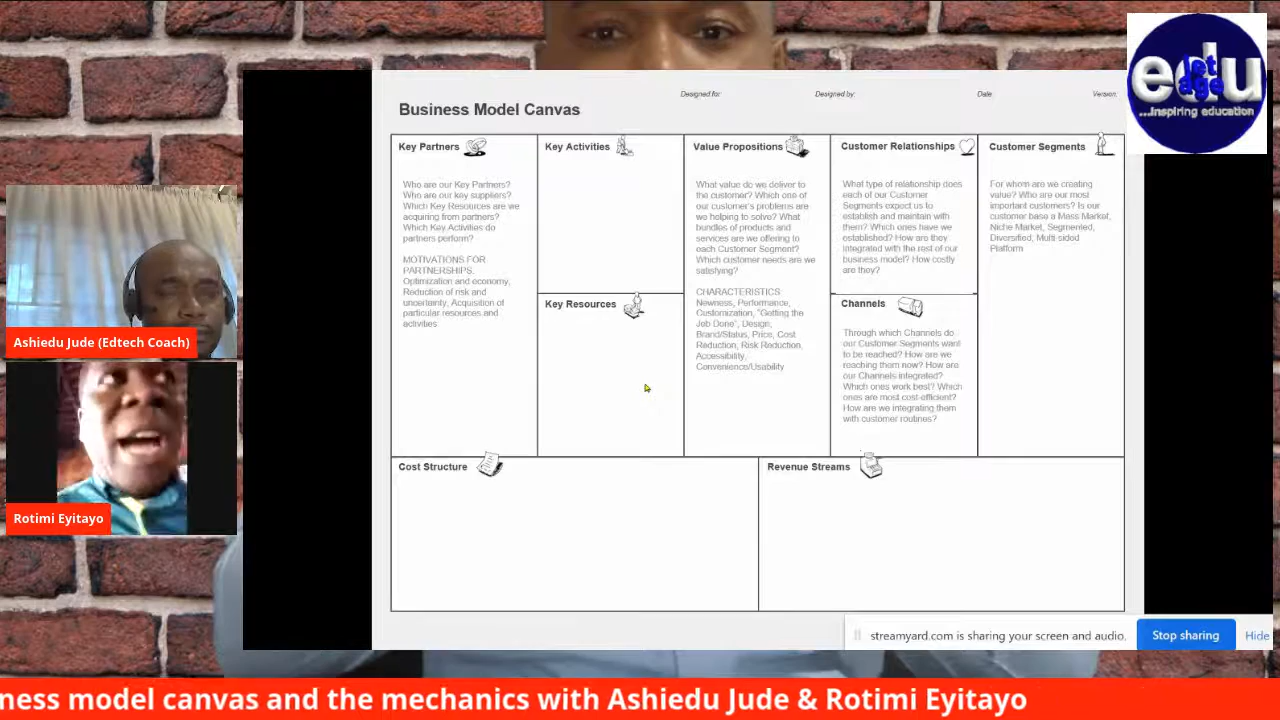 Designed for:
Designed by:
Date:
Version:
Business Model Canvas
edu
let
age
...inspiring education
Key Partners
Who are our Key Partners?
Who are our key suppliers?
Which Key Resources are we
acquiring from partners?
Which Key Activities do
partners perform?
MOTIVATIONS FOR
PARTNERSHIPS:
Optimization and economy,
Reduction of risk and
uncertainty, Acquisition of
particular resources and
activities
Key Activities
Key Resources
Value Propositions
What value do we deliver to
the customer? Which one of
our customer's problems are
we helping to solve? What
bundles of products and
services are we offering to
each Customer Segment?
Which customer needs are we
satisfying?
CHARACTERISTICS:
Newness, Performance,
Customization, "Getting the
Job Done", Design,
Brand/Status, Price, Cost
Reduction, Risk Reduction,
Accessibility,
Convenience/Usability
Customer Relationships
What type of relationship does
each of our Customer
Segments expect us to
establish and maintain with
them? Which ones have we
established? How are they
integrated with the rest of our
business model? How costly
are they?
Channels
Through which Channels do
our Customer Segments want
to be reached? How are we
reaching them now? How are
our Channels integrated?
Which ones work best? Which
ones are most cost-efficient?
How are we integrating them
with customer routines?
Customer Segments
For whom are we creating
value? Who are our most
important customers? Is our
customer base a Mass Market,
Niche Market, Segmented,
Diversified, Multi-sided
Platform
Cost Structure
Revenue Streams
Ashiedu Jude (Edtech Coach)
Rotimi Eyitayo
streamyard.com is sharing your screen and audio.
Stop sharing
Hide
ness model canvas and the mechanics with Ashiedu Jude & Rotimi Eyitayo